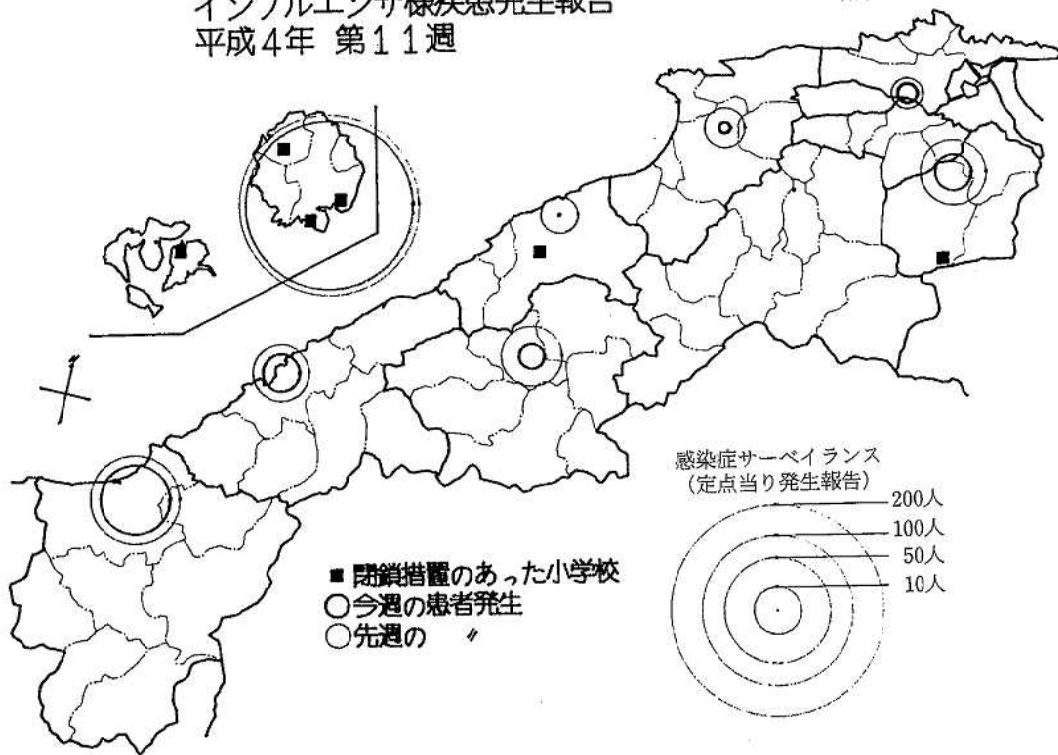 インフルエンザ様疾患発生報告
平成4年 第11週
感染症サーベイランス
(定点当り発生報告)
200人
100人
50人
10人
■ 閉鎖措置のあった小学校
○今週の患者発生
○先週の 〃